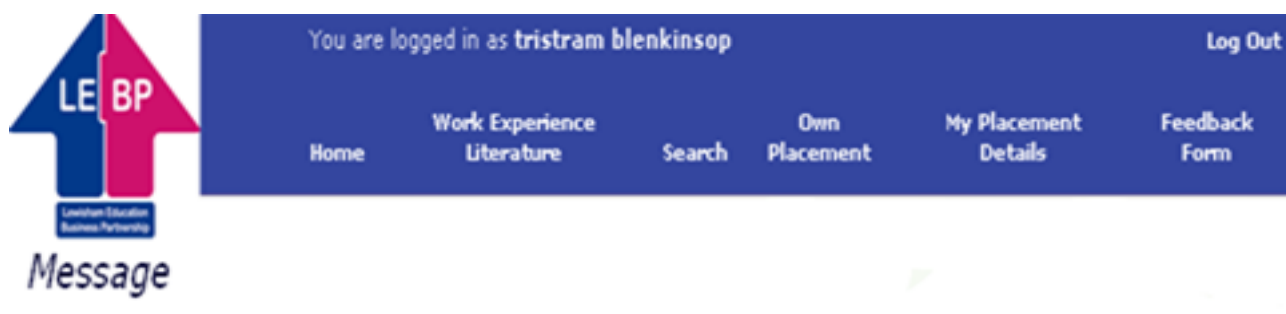 You are logged in as tristram blenkinsop
Log Out
LE BP
Home
Work Experience
Literature
Search
Own
Placement
My Placement
Details
Feedback
Form
Lewisham Education
Business Partnership
Message